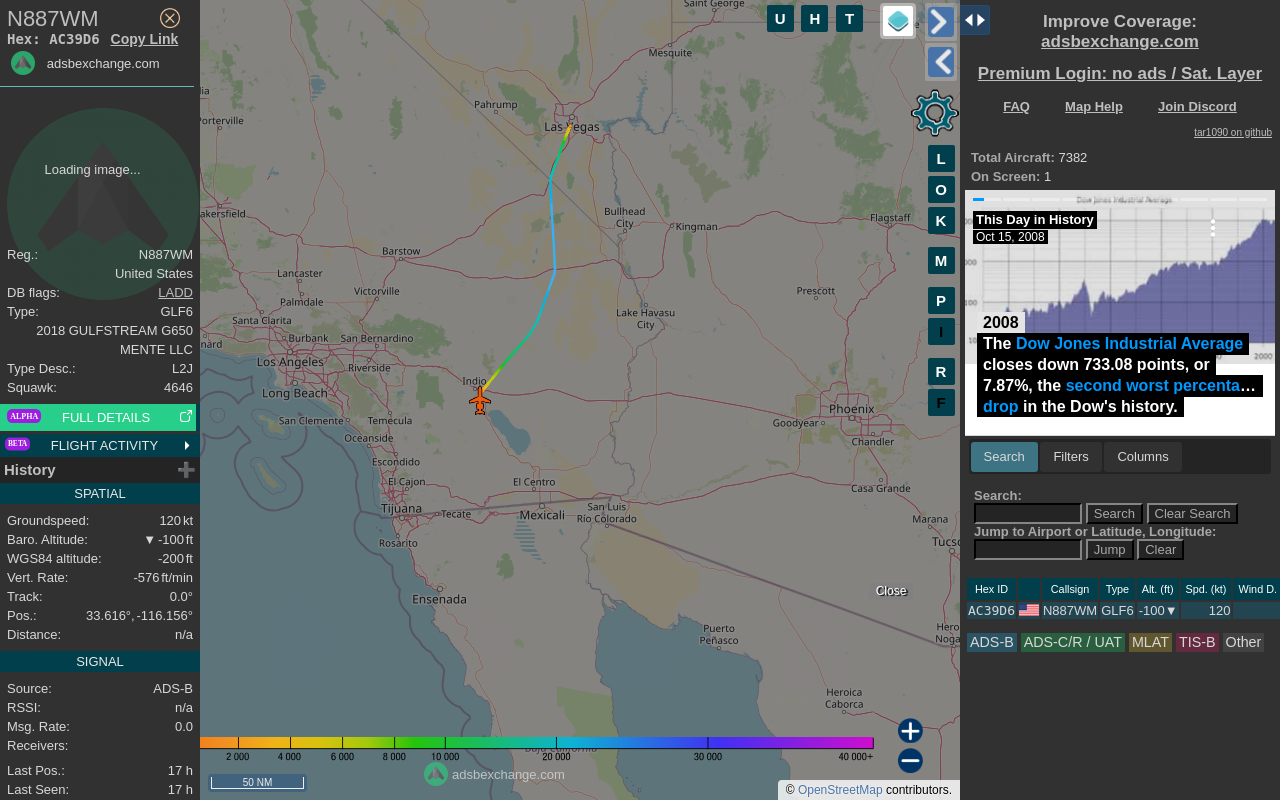 N887WM
Hex: AC39D6 Copy Link
adsbexchange.com
Loading image...
Reg.: N887WM
United States
DB flags: LADD
Type: GLF6
2018 GULFSTREAM G650
MENTE LLC
Type Desc.: L2J
Squawk: 4646
ALPHA FULL DETAILS
BETA FLIGHT ACTIVITY
History
SPATIAL
Groundspeed: 120 kt
Baro. Altitude: ▼ -100 ft
WGS84 altitude: -200 ft
Vert. Rate: -576 ft/min
Track: 0.0°
Pos.: 33.616°, -116.156°
Distance: n/a
SIGNAL
Source: ADS-B
RSSI: n/a
Msg. Rate: 0.0
Receivers:
Last Pos.: 17 h
Last Seen: 17 h
Saint George
Mesquite
Pahrump
Porterville
Las Vegas
Bullhead
City
Kingman
Flagstaff
akersfield
Barstow
Lancaster
Victorville
Palmdale
Prescott
Lake Havasu
City
Santa Clarita
nard
Burbank
San Bernardino
Los Angeles
Riverside
Indio
Long Beach
San Clemente
Temecula
Oceanside
Phoenix
Goodyear
Chandler
Escondido
El Cajon
El Centro
Casa Grande
San Luis
Río Colorado
Tijuana
Tecate
Mexicali
Marana
Rosarito
Tucso
Ensenada
Puerto
Peñasco
Hero
Noga
Heroica
Caborca
Baja California
U H T
L
O
K
M
P
I
R
F
Close
2 000 4 000 6 000 8 000 10 000 20 000 30 000 40 000+
adsbexchange.com
50 NM
© OpenStreetMap contributors.
Improve Coverage:
adsbexchange.com
Premium Login: no ads / Sat. Layer
FAQ Map Help Join Discord
tar1090 on github
Total Aircraft: 7382
On Screen: 1
Dow Jones Industrial Average
This Day in History
Oct 15, 2008
2000
2008
The Dow Jones Industrial Average
closes down 733.08 points, or
7.87%, the second worst percenta...
drop in the Dow's history.
Search Filters Columns
Search:
Search Clear Search
Jump to Airport or Latitude, Longitude:
Jump Clear
Hex ID Callsign Type Alt. (ft) Spd. (kt) Wind D.
AC39D6 N887WM GLF6 -100▼ 120
ADS-B ADS-C/R / UAT MLAT TIS-B Other